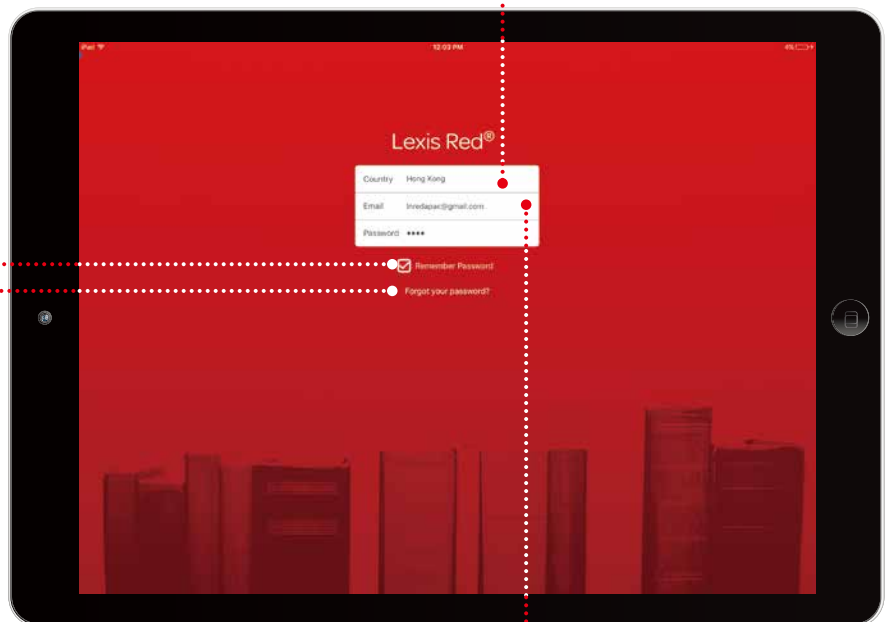 iPad 12:03 PM 4%
Lexis Red®
Country Hong Kong
Email lnredapac@gmail.com
Password ••••
Remember Password
Forgot your password?